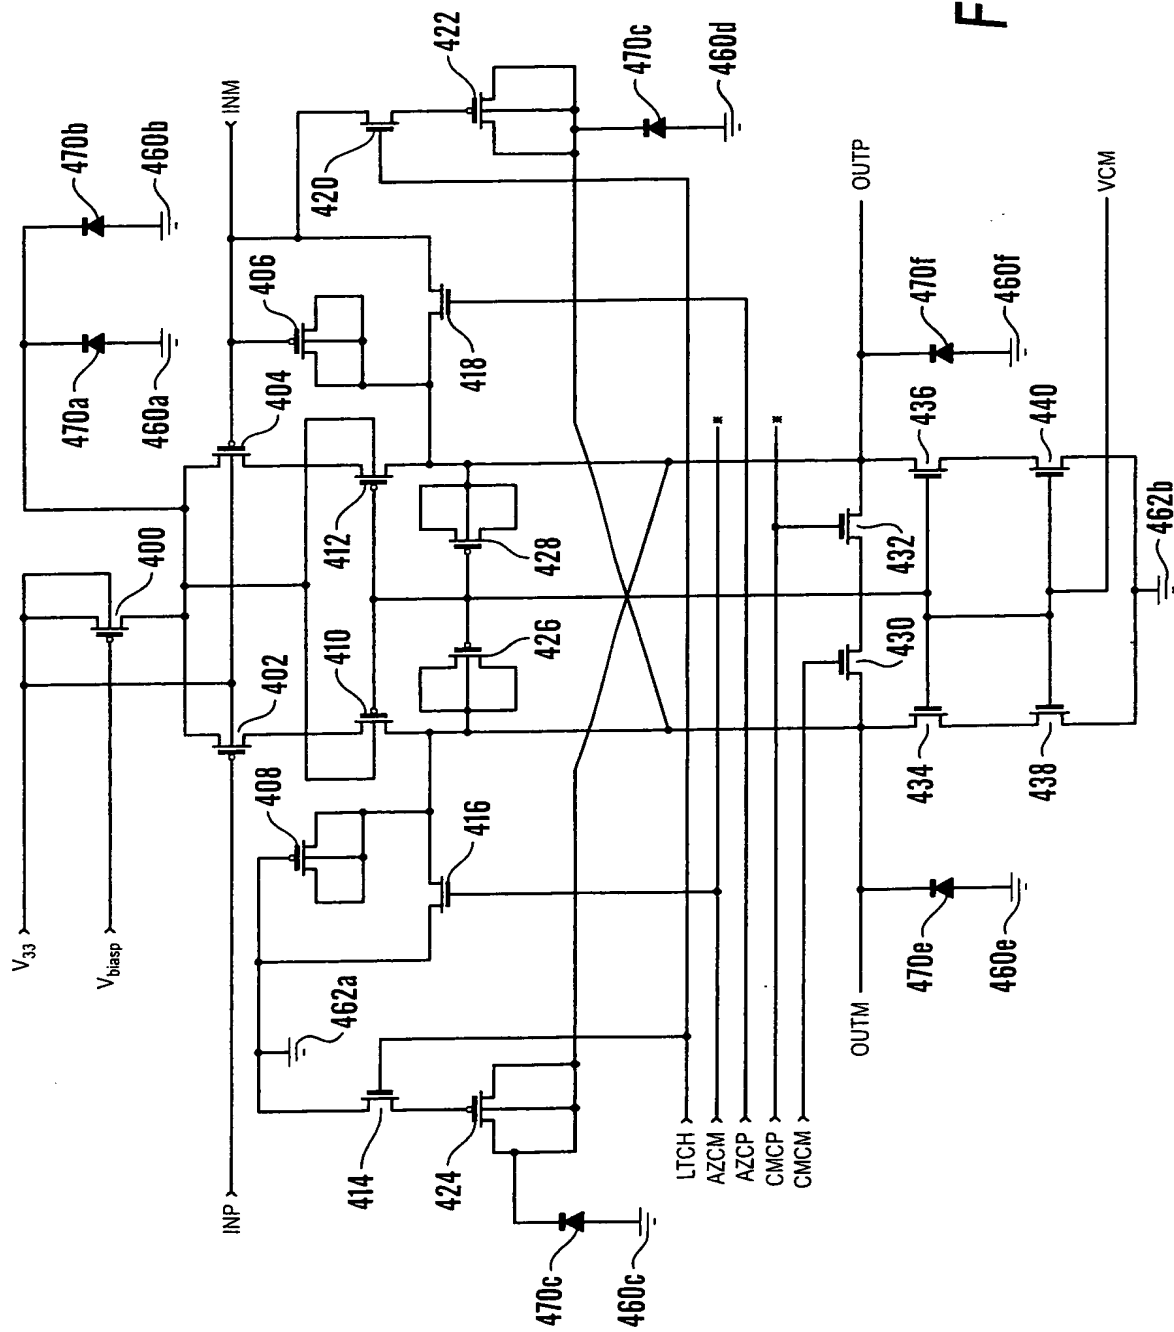 F
V33
Vbiasp
INP
INM
470a
460a
470b
460b
400
402
404
406
408
410
412
414
416
418
420
422
424
426
428
462a
470c
460c
470c
460d
LTCH
AZCM
AZCP
CMCP
CMCM
*
*
430
432
OUTM
OUTP
470e
460e
434
436
438
440
470f
460f
VCM
462b